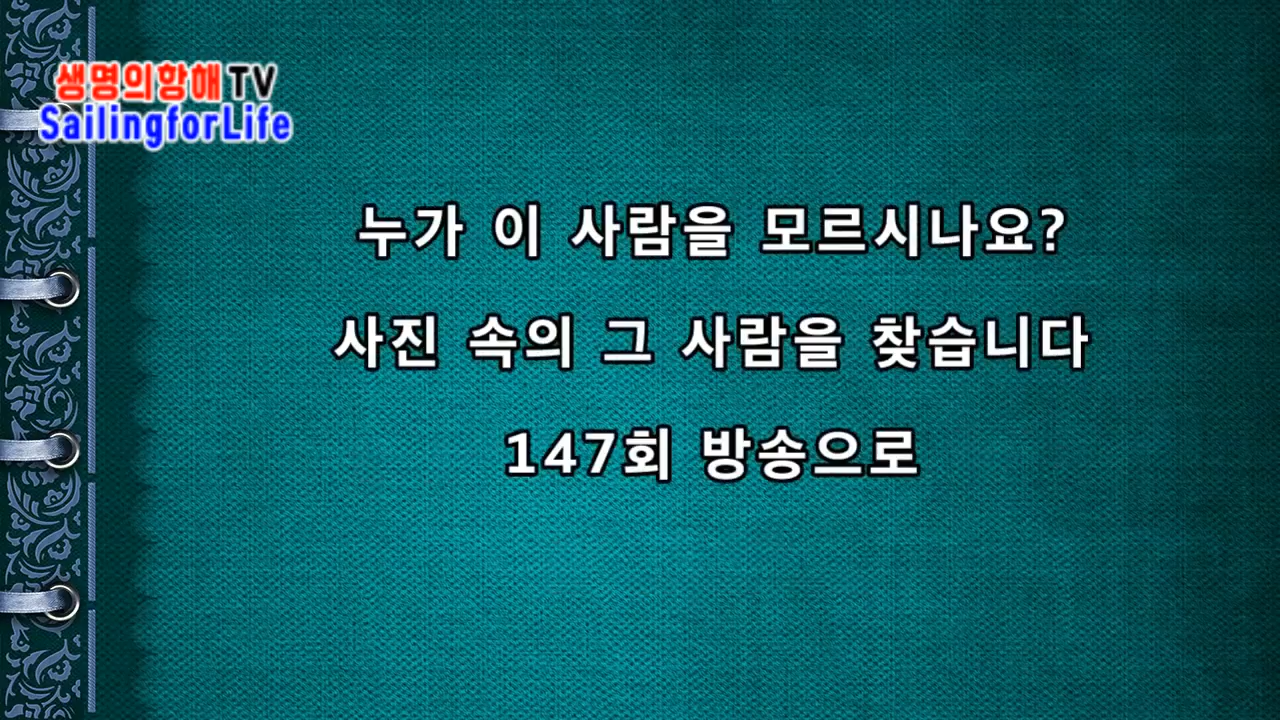 생명의항해TV
SailingforLife
누가 이 사람을 모르시나요?
사진 속의 그 사람을 찾습니다
147회 방송으로